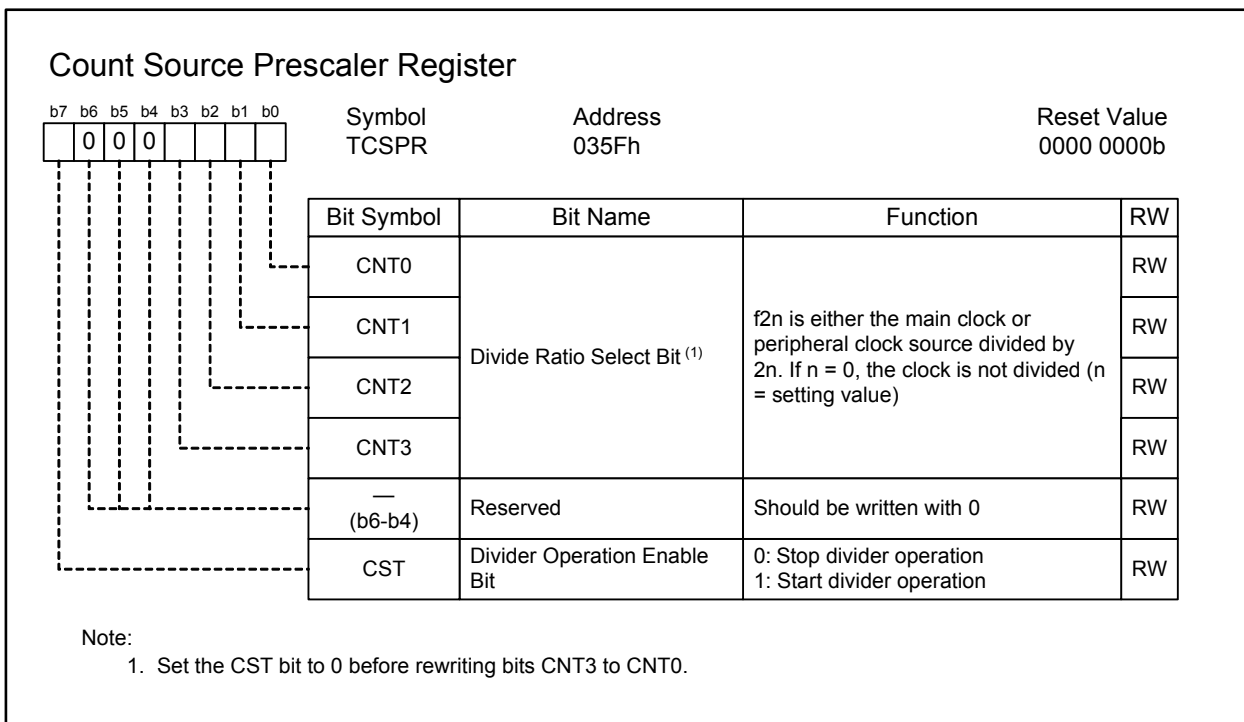 Count Source Prescaler Register
b7 b6 b5 b4 b3 b2 b1 b0
0 0 0
Symbol Address Reset Value
TCSPR 035Fh 0000 0000b
Bit Symbol Bit Name Function RW
CNT0 RW
CNT1 RW
CNT2 RW
CNT3 RW
Divide Ratio Select Bit (1)
f2n is either the main clock or
peripheral clock source divided by
2n. If n = 0, the clock is not divided (n
= setting value)
—
(b6-b4) Reserved Should be written with 0 RW
CST Divider Operation Enable
Bit
0: Stop divider operation
1: Start divider operation
RW
Note:
1. Set the CST bit to 0 before rewriting bits CNT3 to CNT0.